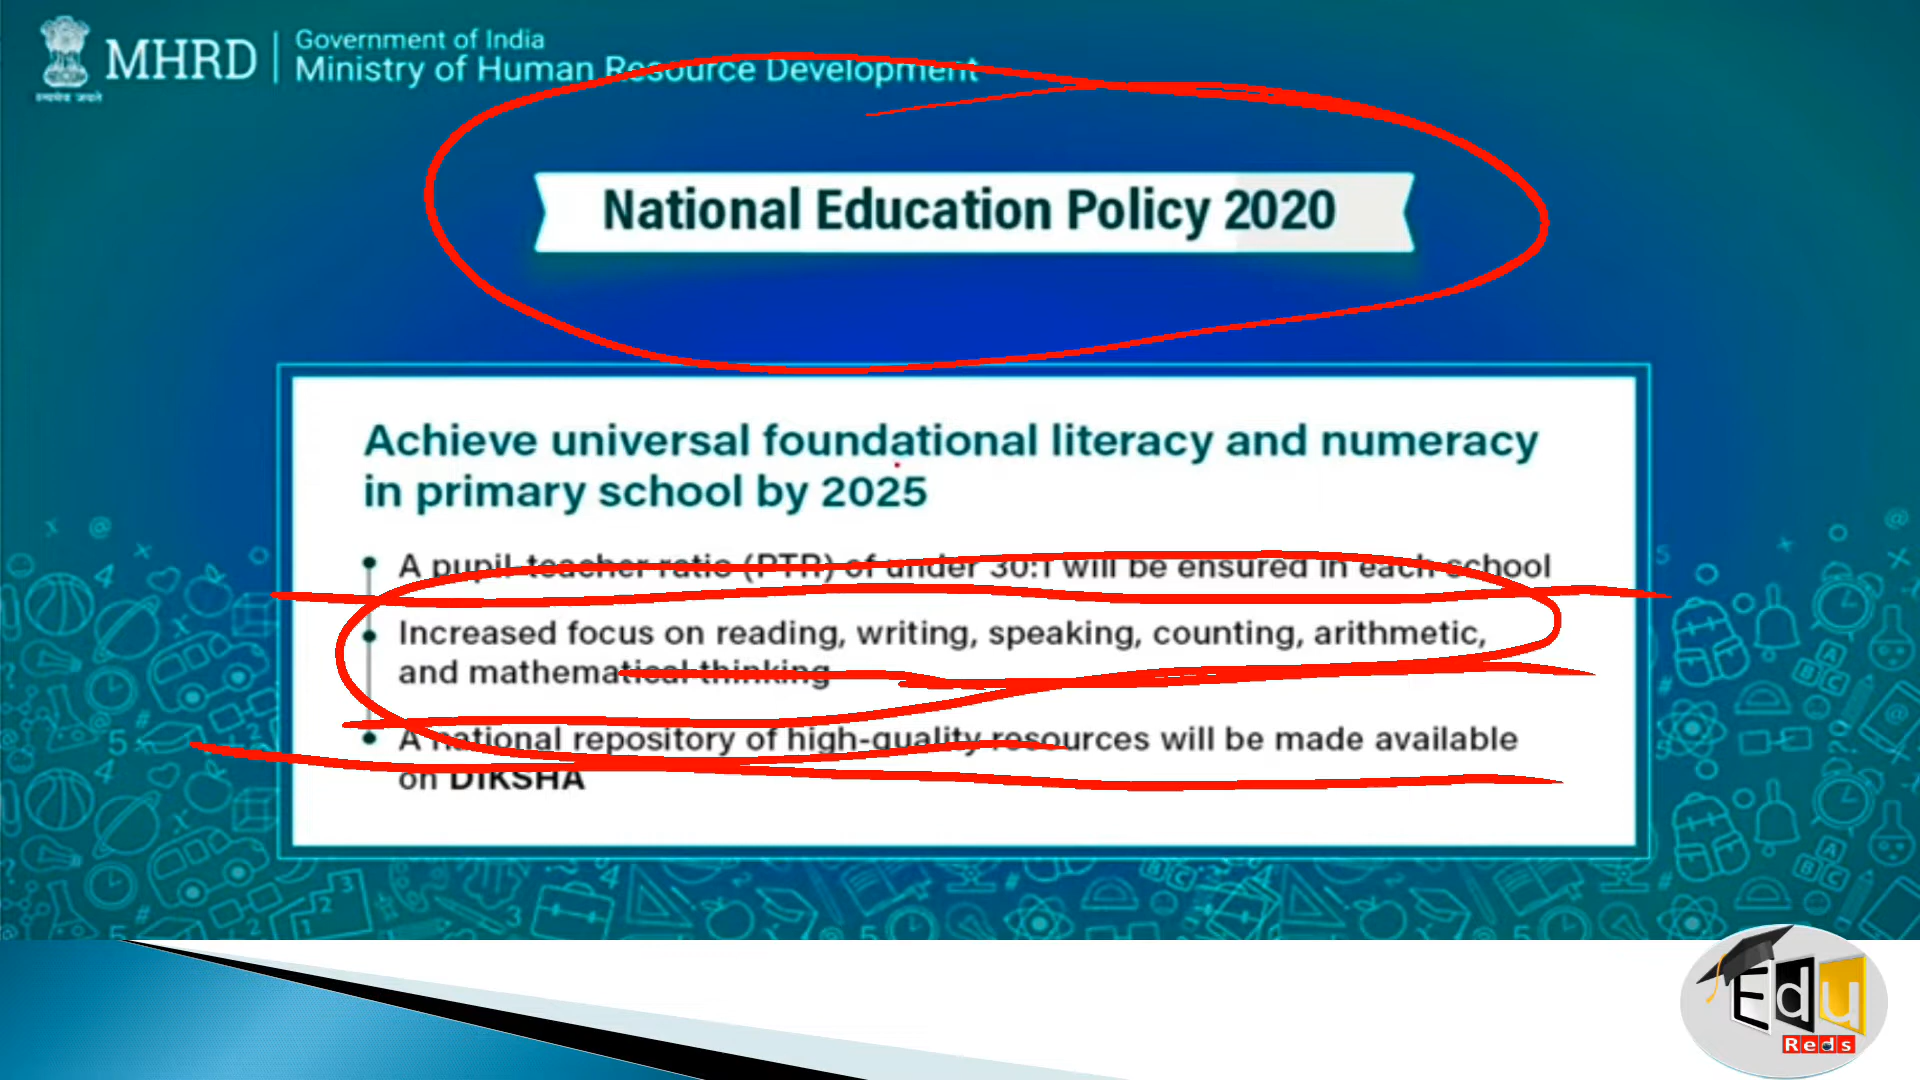 MHRD
Government of India
Ministry of Human Resource Development
सत्यमेव जयते
National Education Policy 2020
Achieve universal foundational literacy and numeracy
in primary school by 2025
A pupil-teacher ratio (PTR) of under 30:1 will be ensured in each school
Increased focus on reading, writing, speaking, counting, arithmetic,
and mathematical thinking
A national repository of high-quality resources will be made available
on DIKSHA
Edu
Reds